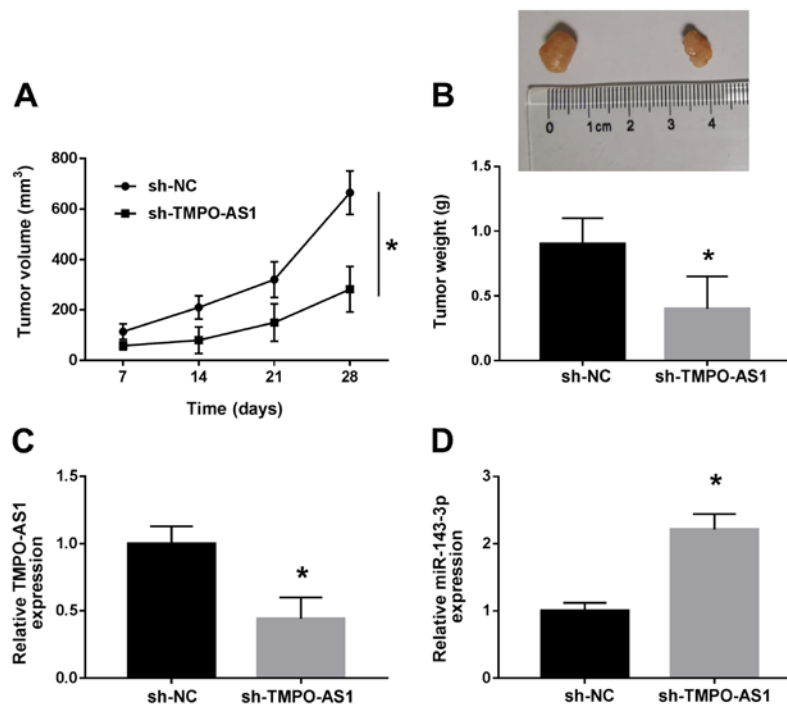 A
Tumor volume (mm³)
800
600
400
200
0
sh-NC
sh-TMPO-AS1
*
7 14 21 28
Time (days)
B
0 1cm 2 3 4
Tumor weight (g)
1.5
1.0
0.5
0.0
*
sh-NC sh-TMPO-AS1
C
Relative TMPO-AS1
expression
1.5
1.0
0.5
0.0
*
sh-NC sh-TMPO-AS1
D
Relative miR-143-3p
expression
3
2
1
0
*
sh-NC sh-TMPO-AS1